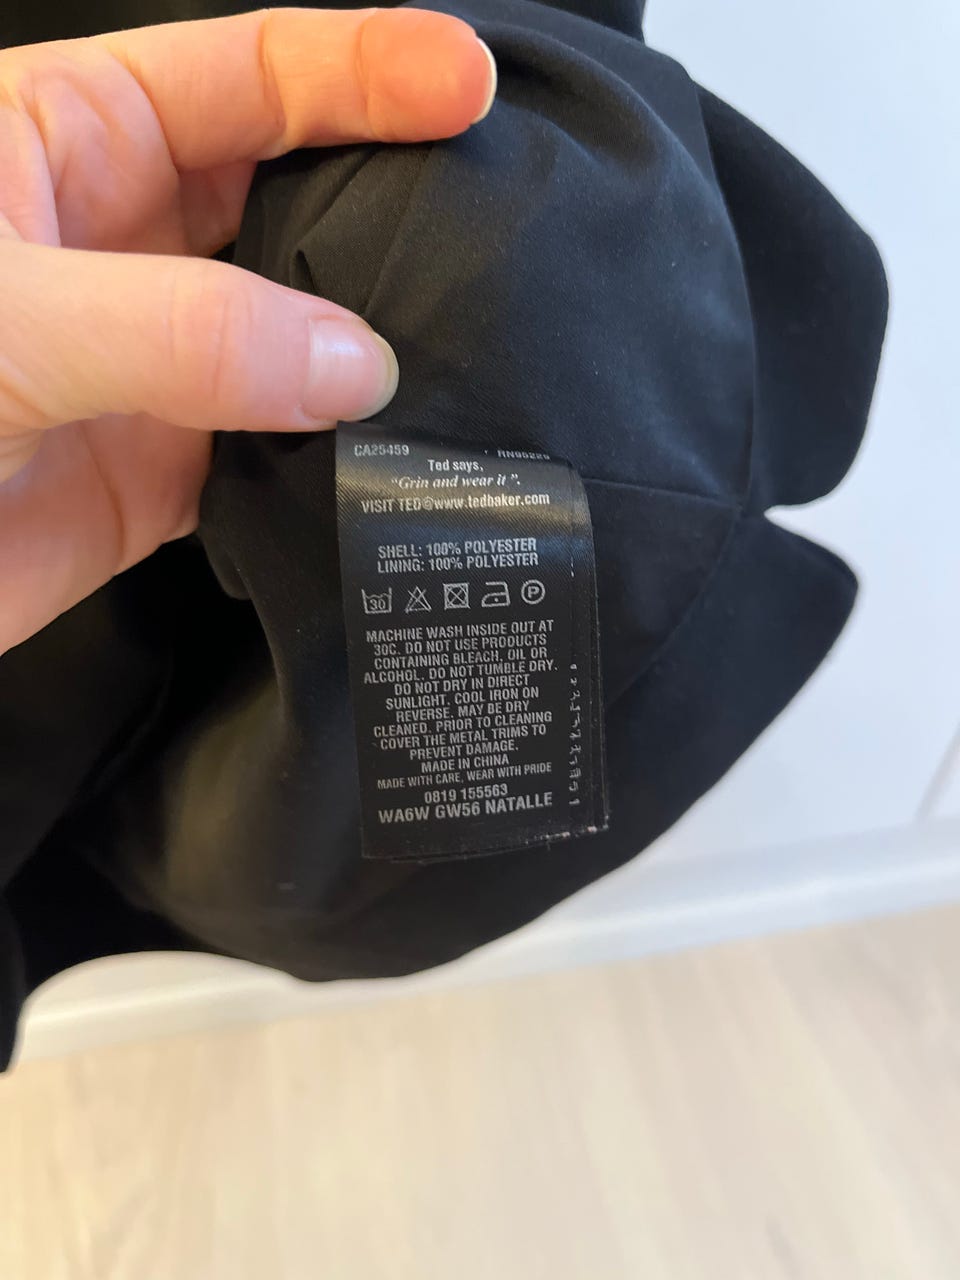 CA25459
Ted says,
“Grin and wear it”.
VISIT TED@www.tedbaker.com
SHELL: 100% POLYESTER
LINING: 100% POLYESTER
30 P
MACHINE WASH INSIDE OUT AT
30C. DO NOT USE PRODUCTS
CONTAINING BLEACH, OIL OR
ALCOHOL. DO NOT TUMBLE DRY.
DO NOT DRY IN DIRECT
SUNLIGHT. COOL IRON ON
REVERSE. MAY BE DRY
CLEANED. PRIOR TO CLEANING
COVER THE METAL TRIMS TO
PREVENT DAMAGE.
MADE IN CHINA
MADE WITH CARE, WEAR WITH PRIDE
0819 155563
WA6W GW56 NATALLE